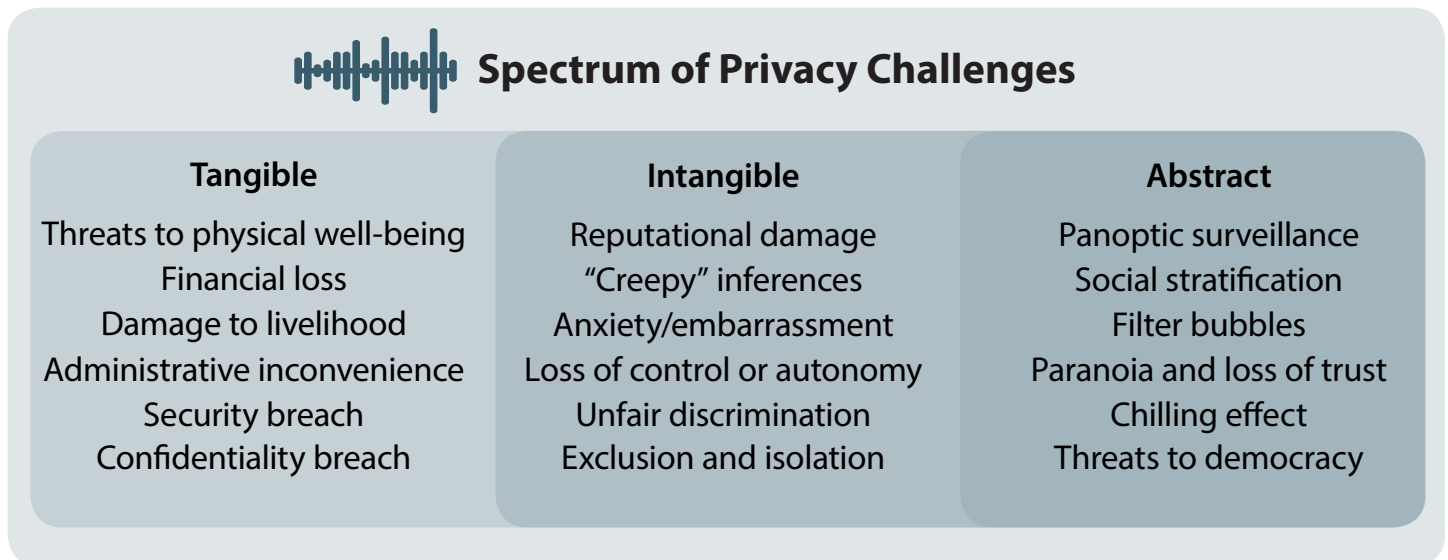 Spectrum of Privacy Challenges
Tangible
Threats to physical well-being
Financial loss
Damage to livelihood
Administrative inconvenience
Security breach
Confidentiality breach
Intangible
Reputational damage
“Creepy” inferences
Anxiety/embarrassment
Loss of control or autonomy
Unfair discrimination
Exclusion and isolation
Abstract
Panoptic surveillance
Social stratification
Filter bubbles
Paranoia and loss of trust
Chilling effect
Threats to democracy